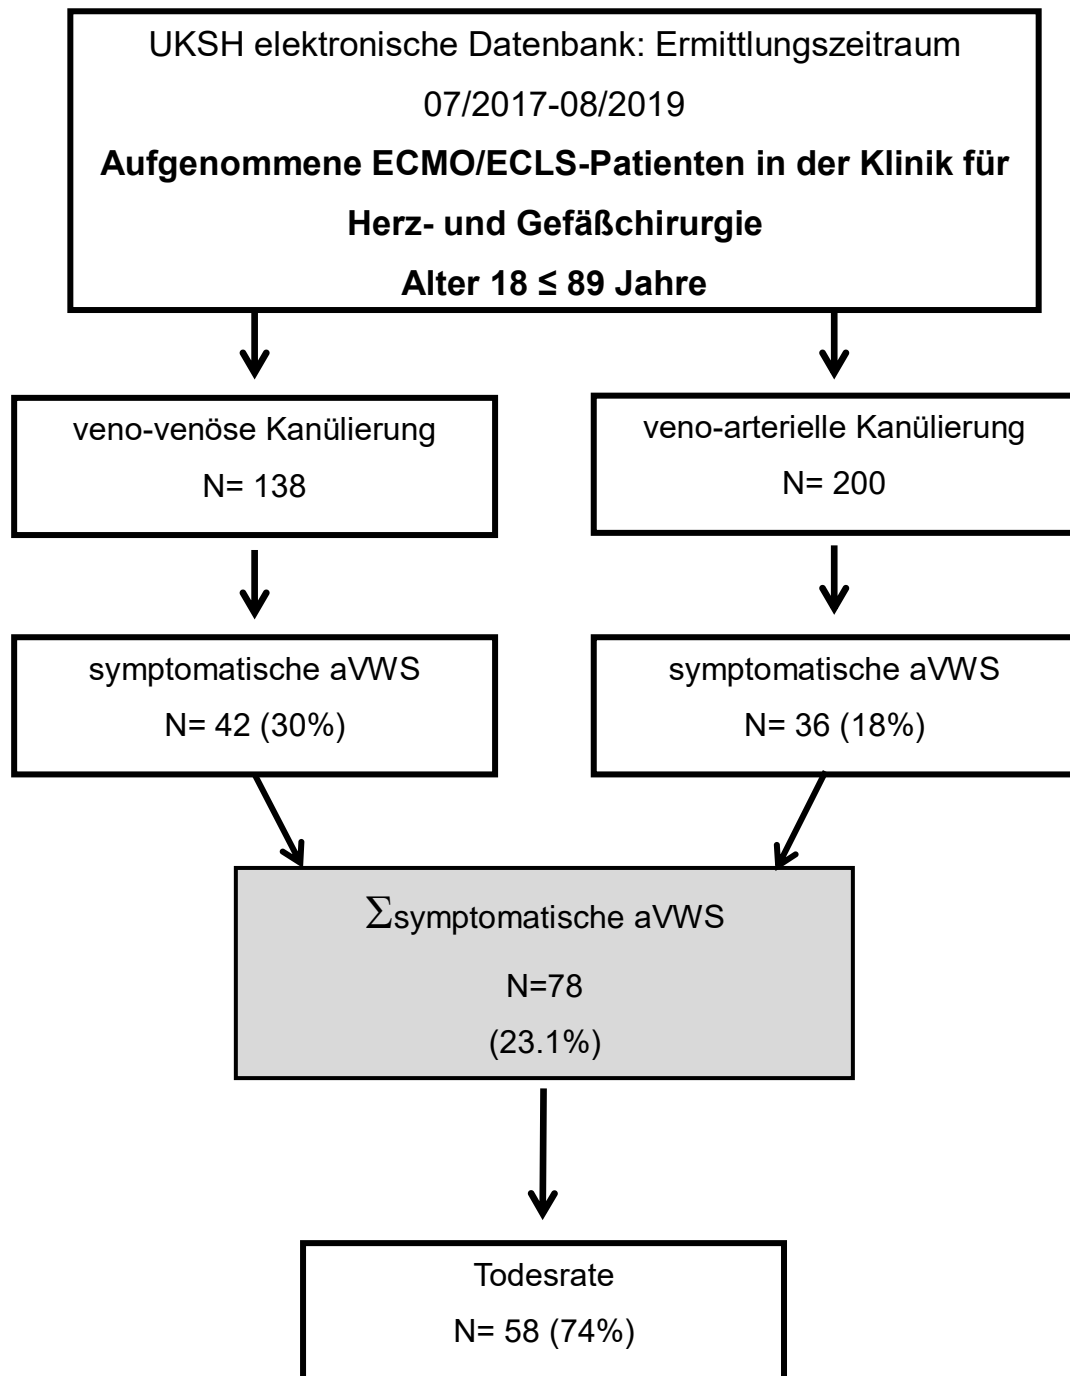 UKSH elektronische Datenbank: Ermittlungszeitraum
07/2017-08/2019
Aufgenommene ECMO/ECLS-Patienten in der Klinik für
Herz- und Gefäßchirurgie
Alter 18 ≤ 89 Jahre
veno-venöse Kanülierung
N= 138
veno-arterielle Kanülierung
N= 200
symptomatische aVWS
N= 42 (30%)
symptomatische aVWS
N= 36 (18%)
∑symptomatische aVWS
N=78
(23.1%)
Todesrate
N= 58 (74%)